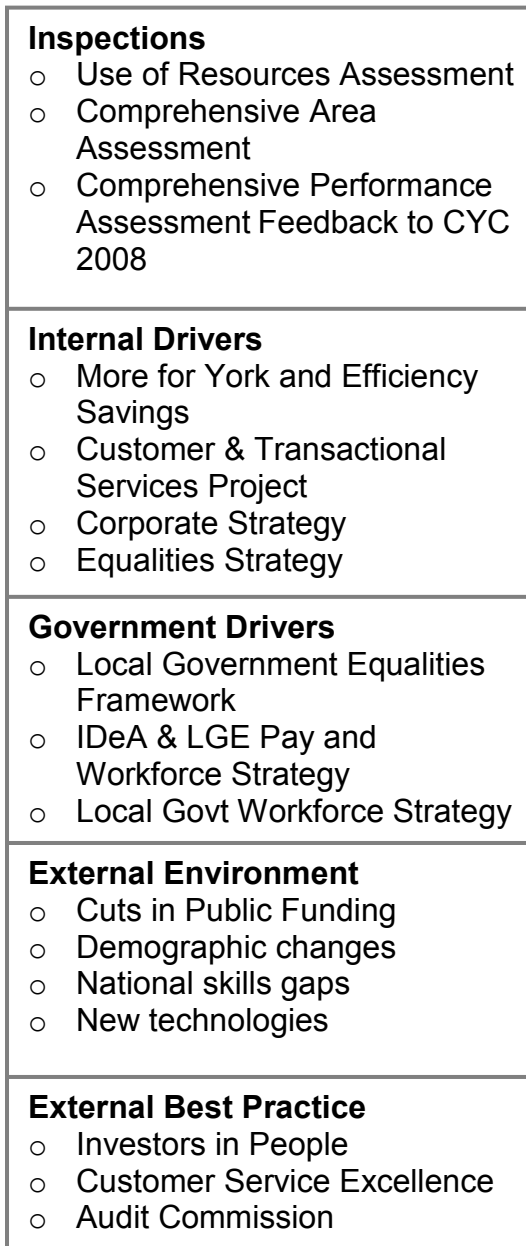 Inspections
o Use of Resources Assessment
o Comprehensive Area
Assessment
o Comprehensive Performance
Assessment Feedback to CYC
2008
Internal Drivers
o More for York and Efficiency
Savings
o Customer & Transactional
Services Project
o Corporate Strategy
o Equalities Strategy
Government Drivers
o Local Government Equalities
Framework
o IDeA & LGE Pay and
Workforce Strategy
o Local Govt Workforce Strategy
External Environment
o Cuts in Public Funding
o Demographic changes
o National skills gaps
o New technologies
External Best Practice
o Investors in People
o Customer Service Excellence
o Audit Commission